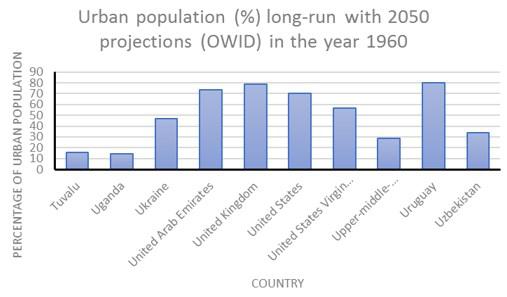 Urban population (%) long-run with 2050
projections (OWID) in the year 1960
PERCENTAGE OF URBAN POPULATION
90
80
70
60
50
40
30
20
10
0
Tuvalu
Uganda
Ukraine
United Arab Emirates
United Kingdom
United States
United States Virgin…
Upper-middle-…
Uruguay
Uzbekistan
COUNTRY